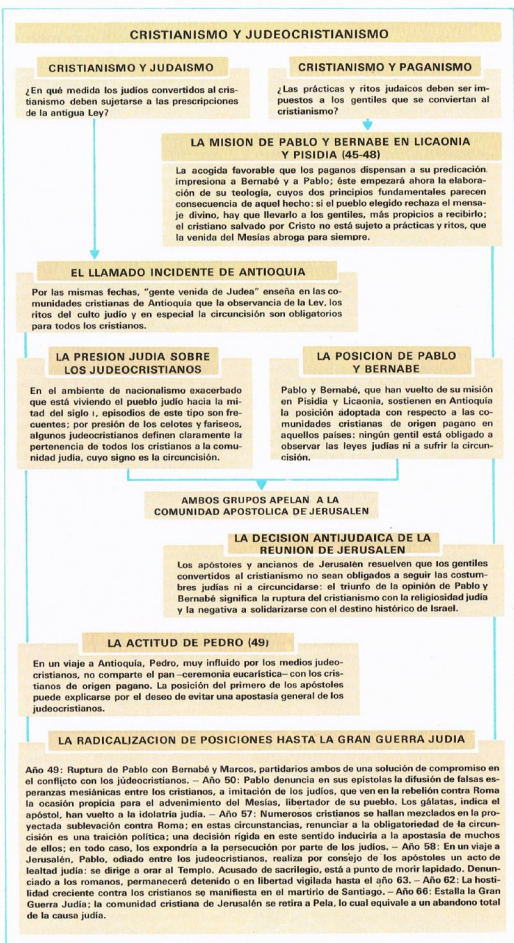 CRISTIANISMO Y JUDEOCRISTIANISMO
CRISTIANISMO Y JUDAISMO
¿En qué medida los judíos convertidos al cris-
tianismo deben sujetarse a las prescripciones
de la antigua Ley?
CRISTIANISMO Y PAGANISMO
¿Las prácticas y ritos judaicos deben ser im-
puestos a los gentiles que se conviertan al
cristianismo?
LA MISION DE PABLO Y BERNABE EN LICAONIA
Y PISIDIA (45-48)
La acogida favorable que los paganos dispensan a su predicación
impresiona a Bernabé y a Pablo; éste empezará ahora la elabora-
ción de su teología, cuyos dos principios fundamentales parecen
consecuencia de aquel hecho: si el pueblo elegido rechaza el mensa-
je divino, hay que llevarlo a los gentiles, más propicios a recibirlo;
el cristiano salvado por Cristo no está sujeto a prácticas y ritos, que
la venida del Mesías abroga para siempre.
EL LLAMADO INCIDENTE DE ANTIOQUIA
Por las mismas fechas, "gente venida de Judea" enseña en las co-
munidades cristianas de Antioquía que la observancia de la Ley, los
ritos del culto judío y en especial la circuncisión son obligatorios
para todos los cristianos.
LA PRESION JUDIA SOBRE
LOS JUDEOCRISTIANOS
En el ambiente de nacionalismo exacerbado
que está viviendo el pueblo judío hacia la mi-
tad del siglo I, episodios de este tipo son fre-
cuentes; por presión de los celotes y fariseos,
algunos judeocristianos definen claramente la
pertenencia de todos los cristianos a la comu-
nidad judía, cuyo signo es la circuncisión.
LA POSICION DE PABLO
Y BERNABE
Pablo y Bernabé, que han vuelto de su misión
en Pisidia y Licaonia, sostienen en Antioquía
la posición adoptada con respecto a las co-
munidades cristianas de origen pagano en
aquellos países: ningún gentil está obligado a
observar las leyes judías ni a sufrir la circun-
cisión.
AMBOS GRUPOS APELAN A LA
COMUNIDAD APOSTOLICA DE JERUSALEN
LA DECISION ANTIJUDAICA DE LA
REUNION DE JERUSALEN
Los apóstoles y ancianos de Jerusalén resuelven que los gentiles
convertidos al cristianismo no sean obligados a seguir las costum-
bres judías ni a circuncidarse: el triunfo de la opinión de Pablo y
Bernabé significa la ruptura del cristianismo con la religiosidad judía
y la negativa a solidarizarse con el destino histórico de Israel.
LA ACTITUD DE PEDRO (49)
En un viaje a Antioquía, Pedro, muy influido por los medios judeo-
cristianos, no comparte el pan –ceremonia eucarística– con los cris-
tianos de origen pagano. La posición del primero de los apóstoles
puede explicarse por el deseo de evitar una apostasía general de los
judeocristianos.
LA RADICALIZACION DE POSICIONES HASTA LA GRAN GUERRA JUDIA
Año 49: Ruptura de Pablo con Bernabé y Marcos, partidarios ambos de una solución de compromiso en
el conflicto con los judeocristianos. – Año 50: Pablo denuncia en sus epístolas la difusión de falsas es-
peranzas mesiánicas entre los cristianos, a imitación de los judíos, que ven en la rebelión contra Roma
la ocasión propicia para el advenimiento del Mesías, libertador de su pueblo. Los gálatas, indica el
apóstol, han vuelto a la idolatría judía. – Año 57: Numerosos cristianos se hallan mezclados en la pro-
yectada sublevación contra Roma; en estas circunstancias, renunciar a la obligatoriedad de la circun-
cisión es una traición política; una decisión rígida en este sentido induciría a la apostasía de muchos
de ellos; en todo caso, los expondría a la persecución por parte de los judíos. – Año 58: En un viaje a
Jerusalén, Pablo, odiado entre los judeocristianos, realiza por consejo de los apóstoles un acto de
lealtad judía: se dirige a orar al Templo. Acusado de sacrilegio, está a punto de morir lapidado. Denun-
ciado a los romanos, permanecerá detenido o en libertad vigilada hasta el año 63. – Año 62: La hosti-
lidad creciente contra los cristianos se manifiesta en el martirio de Santiago. – Año 66: Estalla la Gran
Guerra Judía; la comunidad cristiana de Jerusalén se retira a Pela, lo cual equivale a un abandono total
de la causa judía.